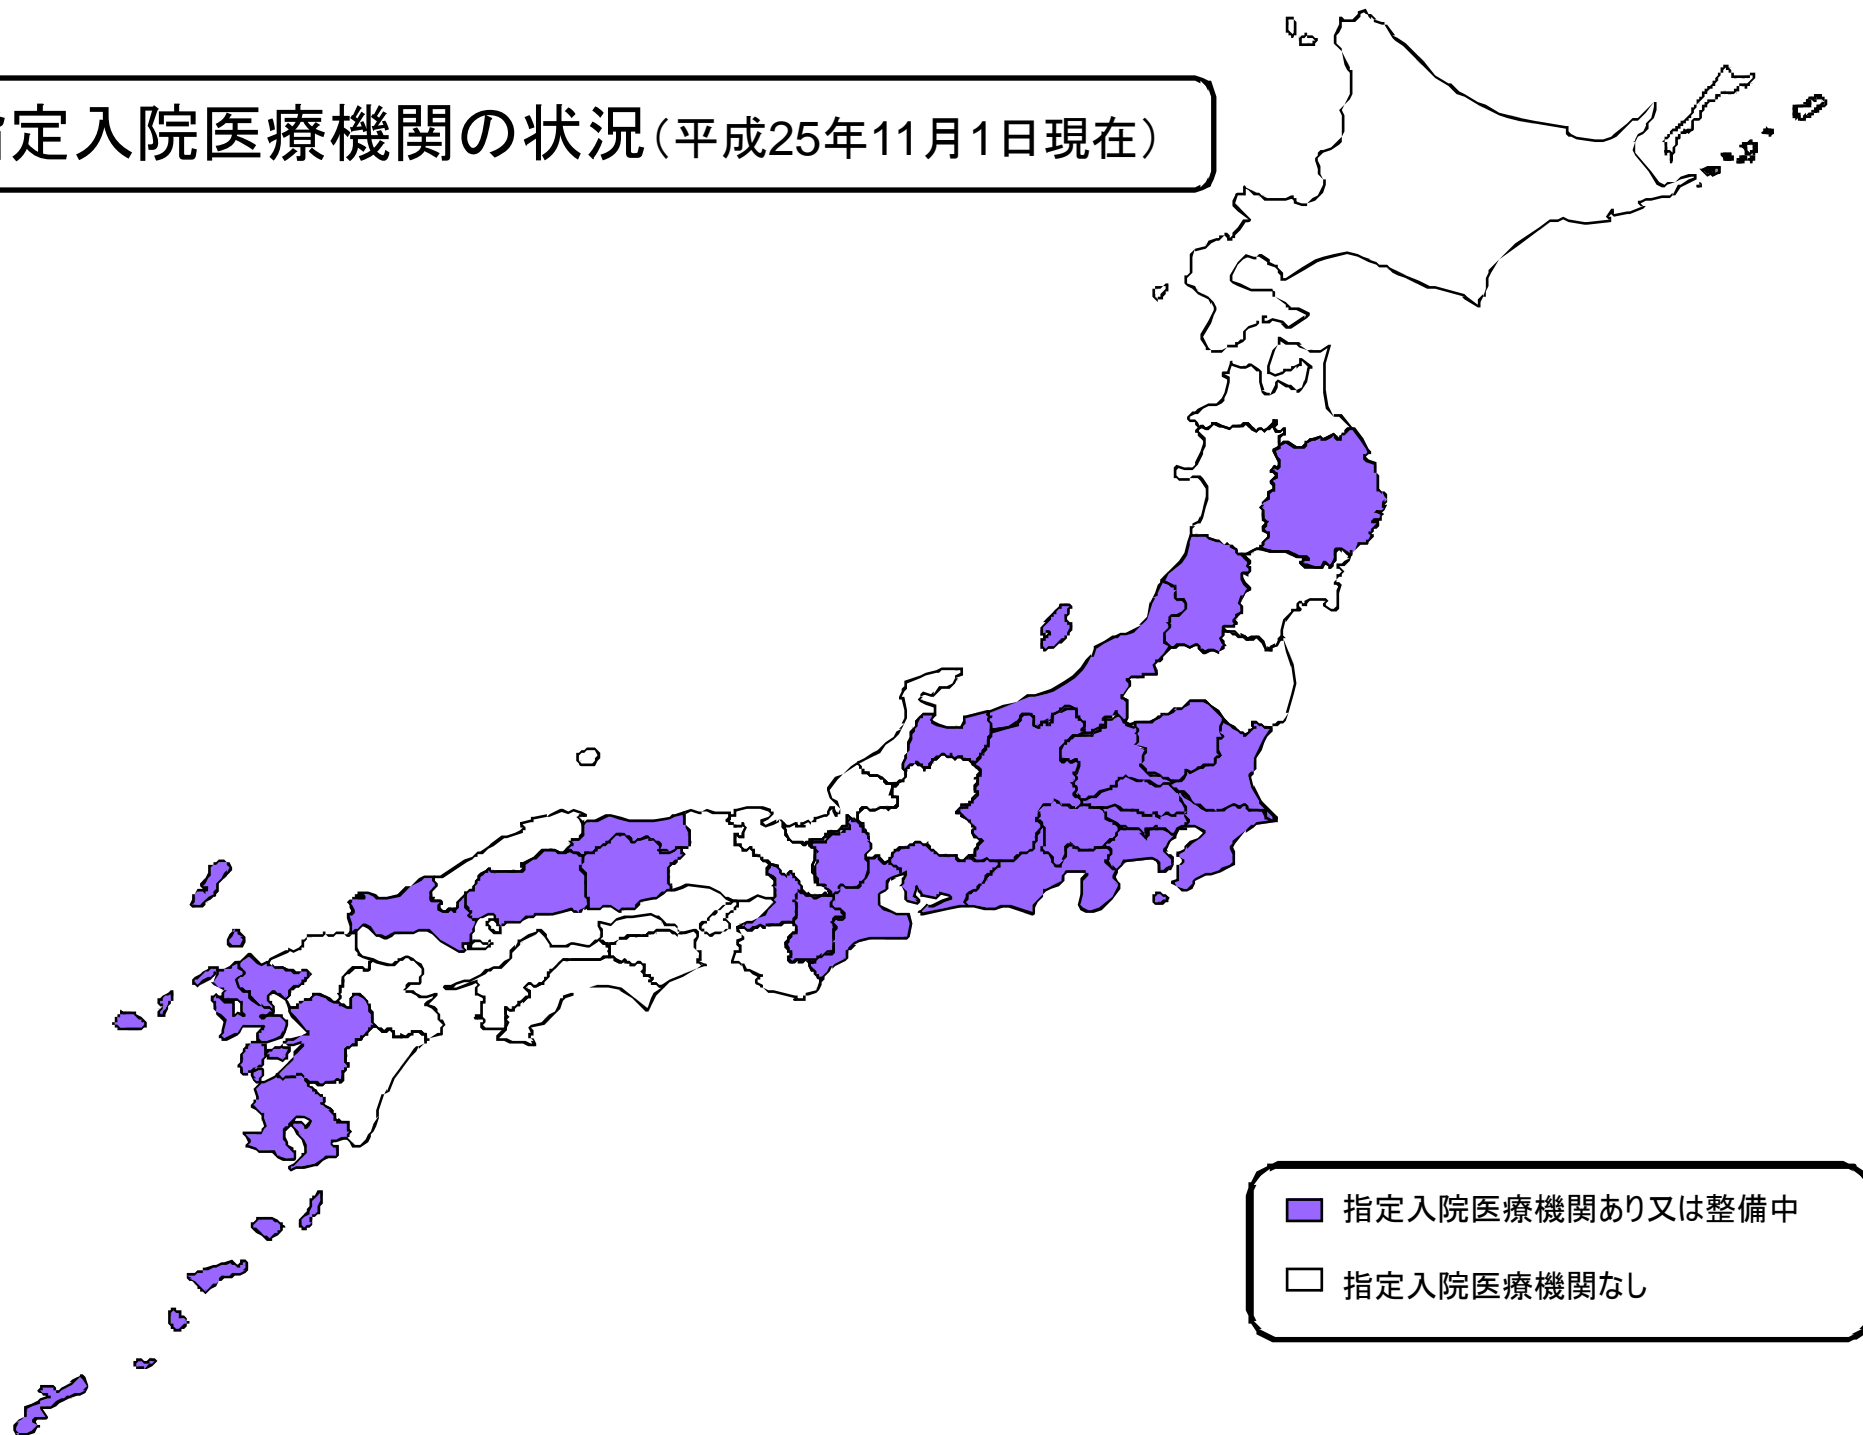 定入院医療機関の状況（平成25年11月1日現在）
指定入院医療機関あり又は整備中
指定入院医療機関なし